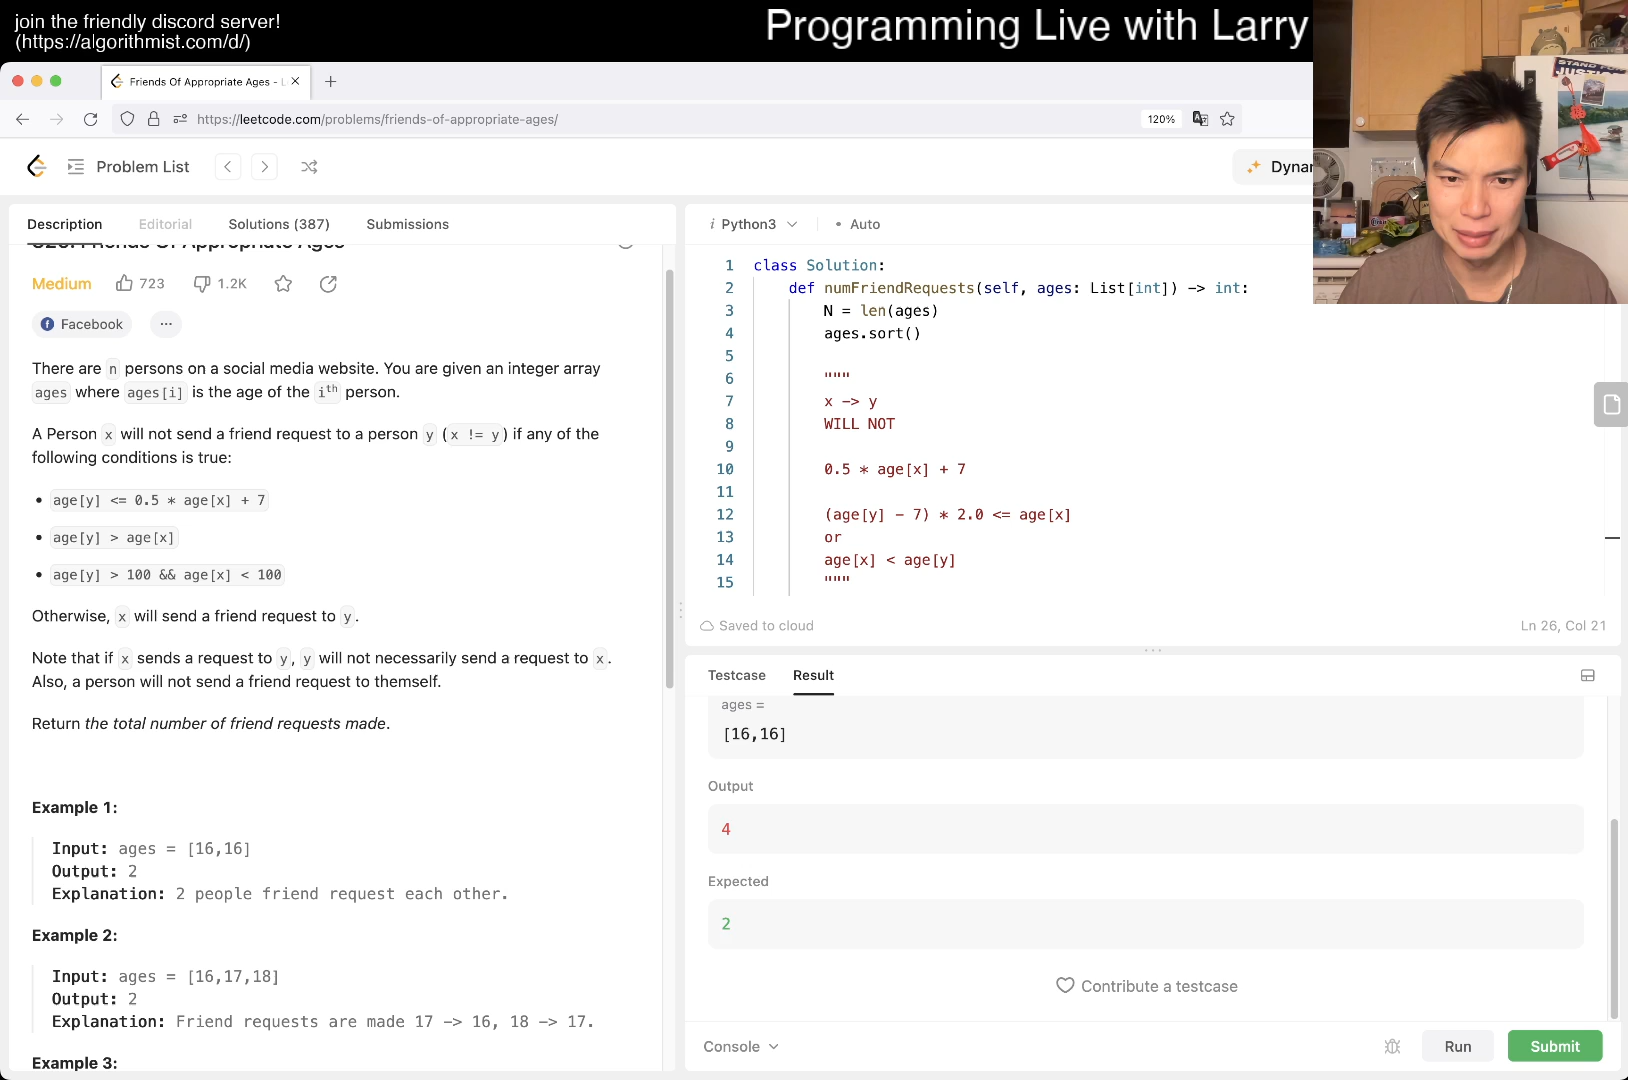 join the friendly discord server!
(https://algorithmist.com/d/)
Programming Live with Larry
Friends Of Appropriate Ages -
https://leetcode.com/problems/friends-of-appropriate-ages/
120%
Problem List
Dynam
Description
Editorial
Solutions (387)
Submissions
Friends Of Appropriate Ages
Medium
723
1.2K
Facebook
There are n persons on a social media website. You are given an integer array
ages where ages[i] is the age of the ith person.
A Person x will not send a friend request to a person y (x != y) if any of the
following conditions is true:
• age[y] <= 0.5 * age[x] + 7
• age[y] > age[x]
• age[y] > 100 && age[x] < 100
Otherwise, x will send a friend request to y.
Note that if x sends a request to y, y will not necessarily send a request to x.
Also, a person will not send a friend request to themself.
Return the total number of friend requests made.
Example 1:
Input: ages = [16,16]
Output: 2
Explanation: 2 people friend request each other.
Example 2:
Input: ages = [16,17,18]
Output: 2
Explanation: Friend requests are made 17 -> 16, 18 -> 17.
Example 3:
i Python3
• Auto
1 class Solution:
2 def numFriendRequests(self, ages: List[int]) -> int:
3 N = len(ages)
4 ages.sort()
5
6 """
7 x -> y
8 WILL NOT
9
10 0.5 * age[x] + 7
11
12 (age[y] - 7) * 2.0 <= age[x]
13 or
14 age[x] < age[y]
15 """
Saved to cloud
Ln 26, Col 21
Testcase
Result
ages =
[16,16]
Output
4
Expected
2
Contribute a testcase
Console
Run
Submit
STAND FOR
JUSTICE